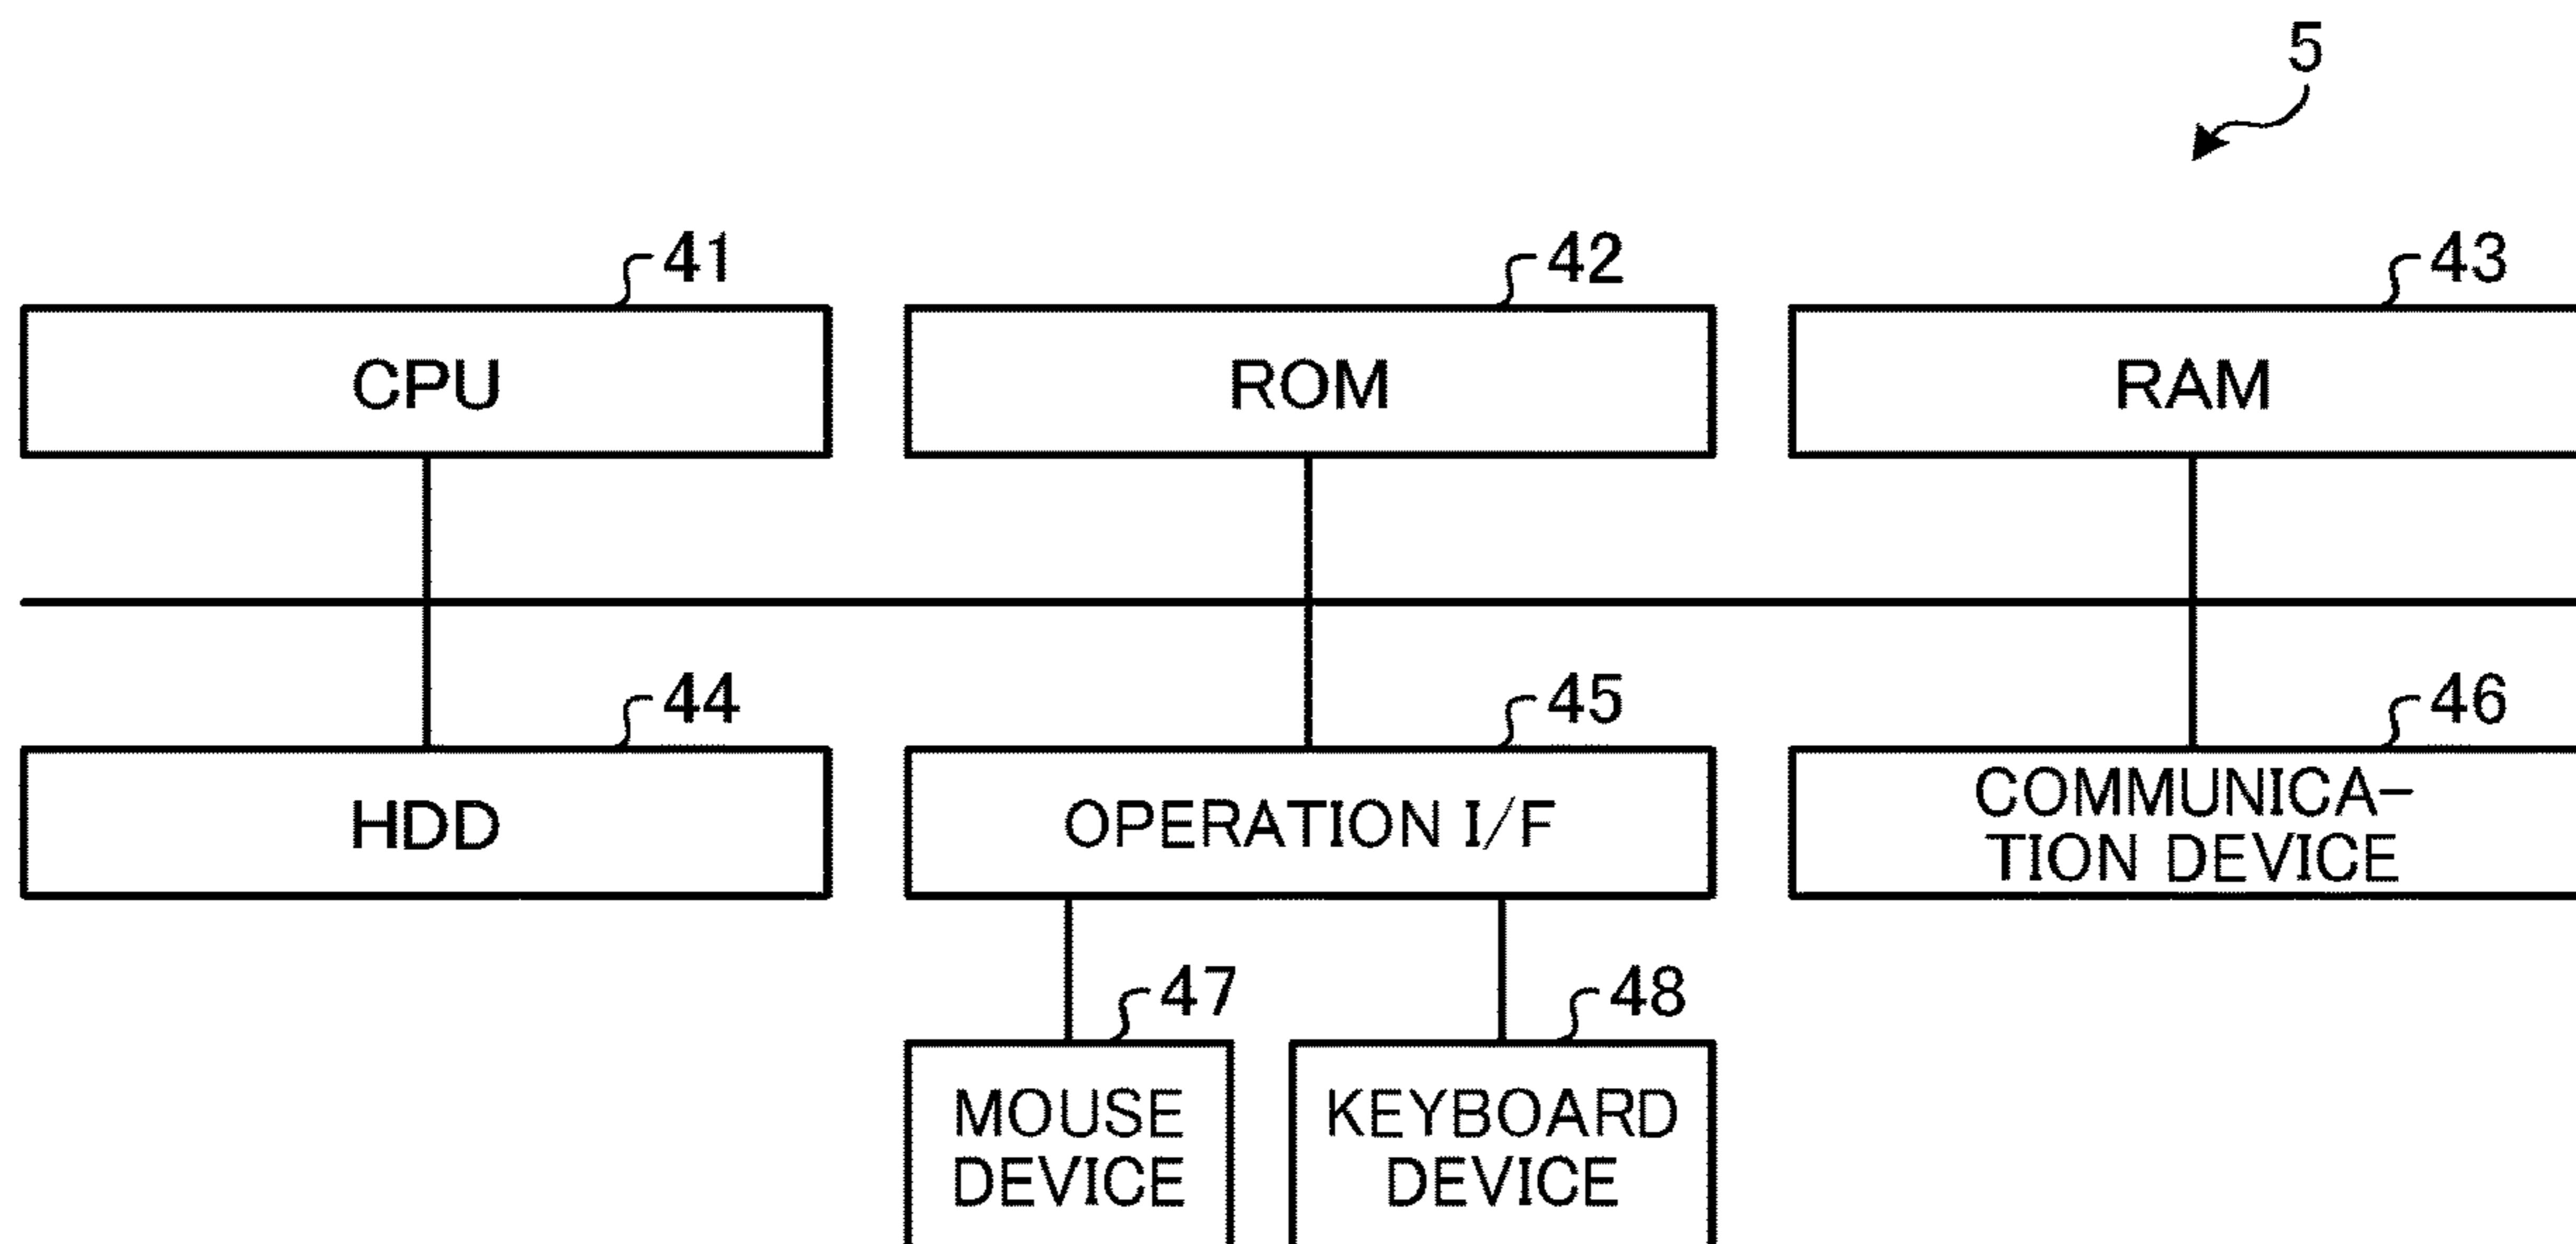 5
41
42
43
CPU
ROM
RAM
44
45
46
HDD
OPERATION I/F
COMMUNICA-
TION DEVICE
47
48
MOUSE
DEVICE
KEYBOARD
DEVICE